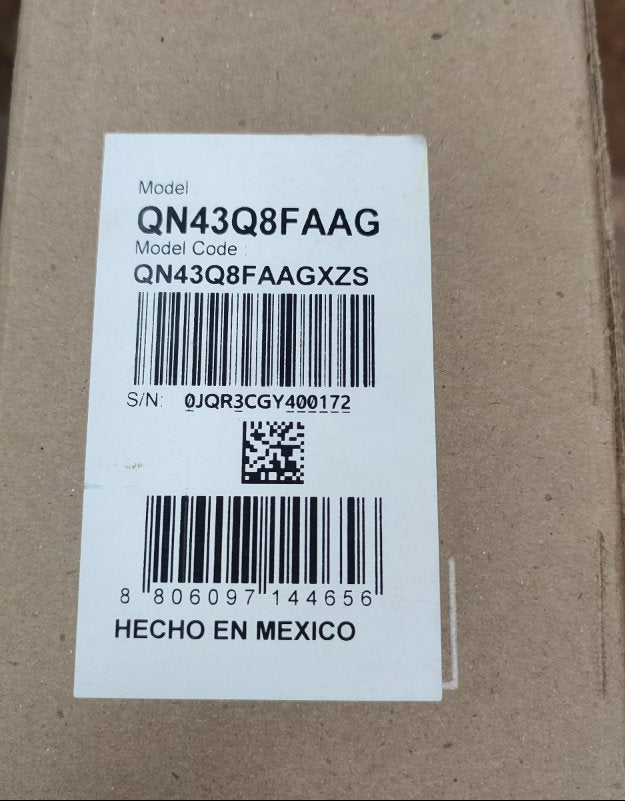 Model :
QN43Q8FAAG
Model Code :
QN43Q8FAAGXZS
S/N: 0JQR3CGY400172
8 806097 144656
HECHO EN MEXICO